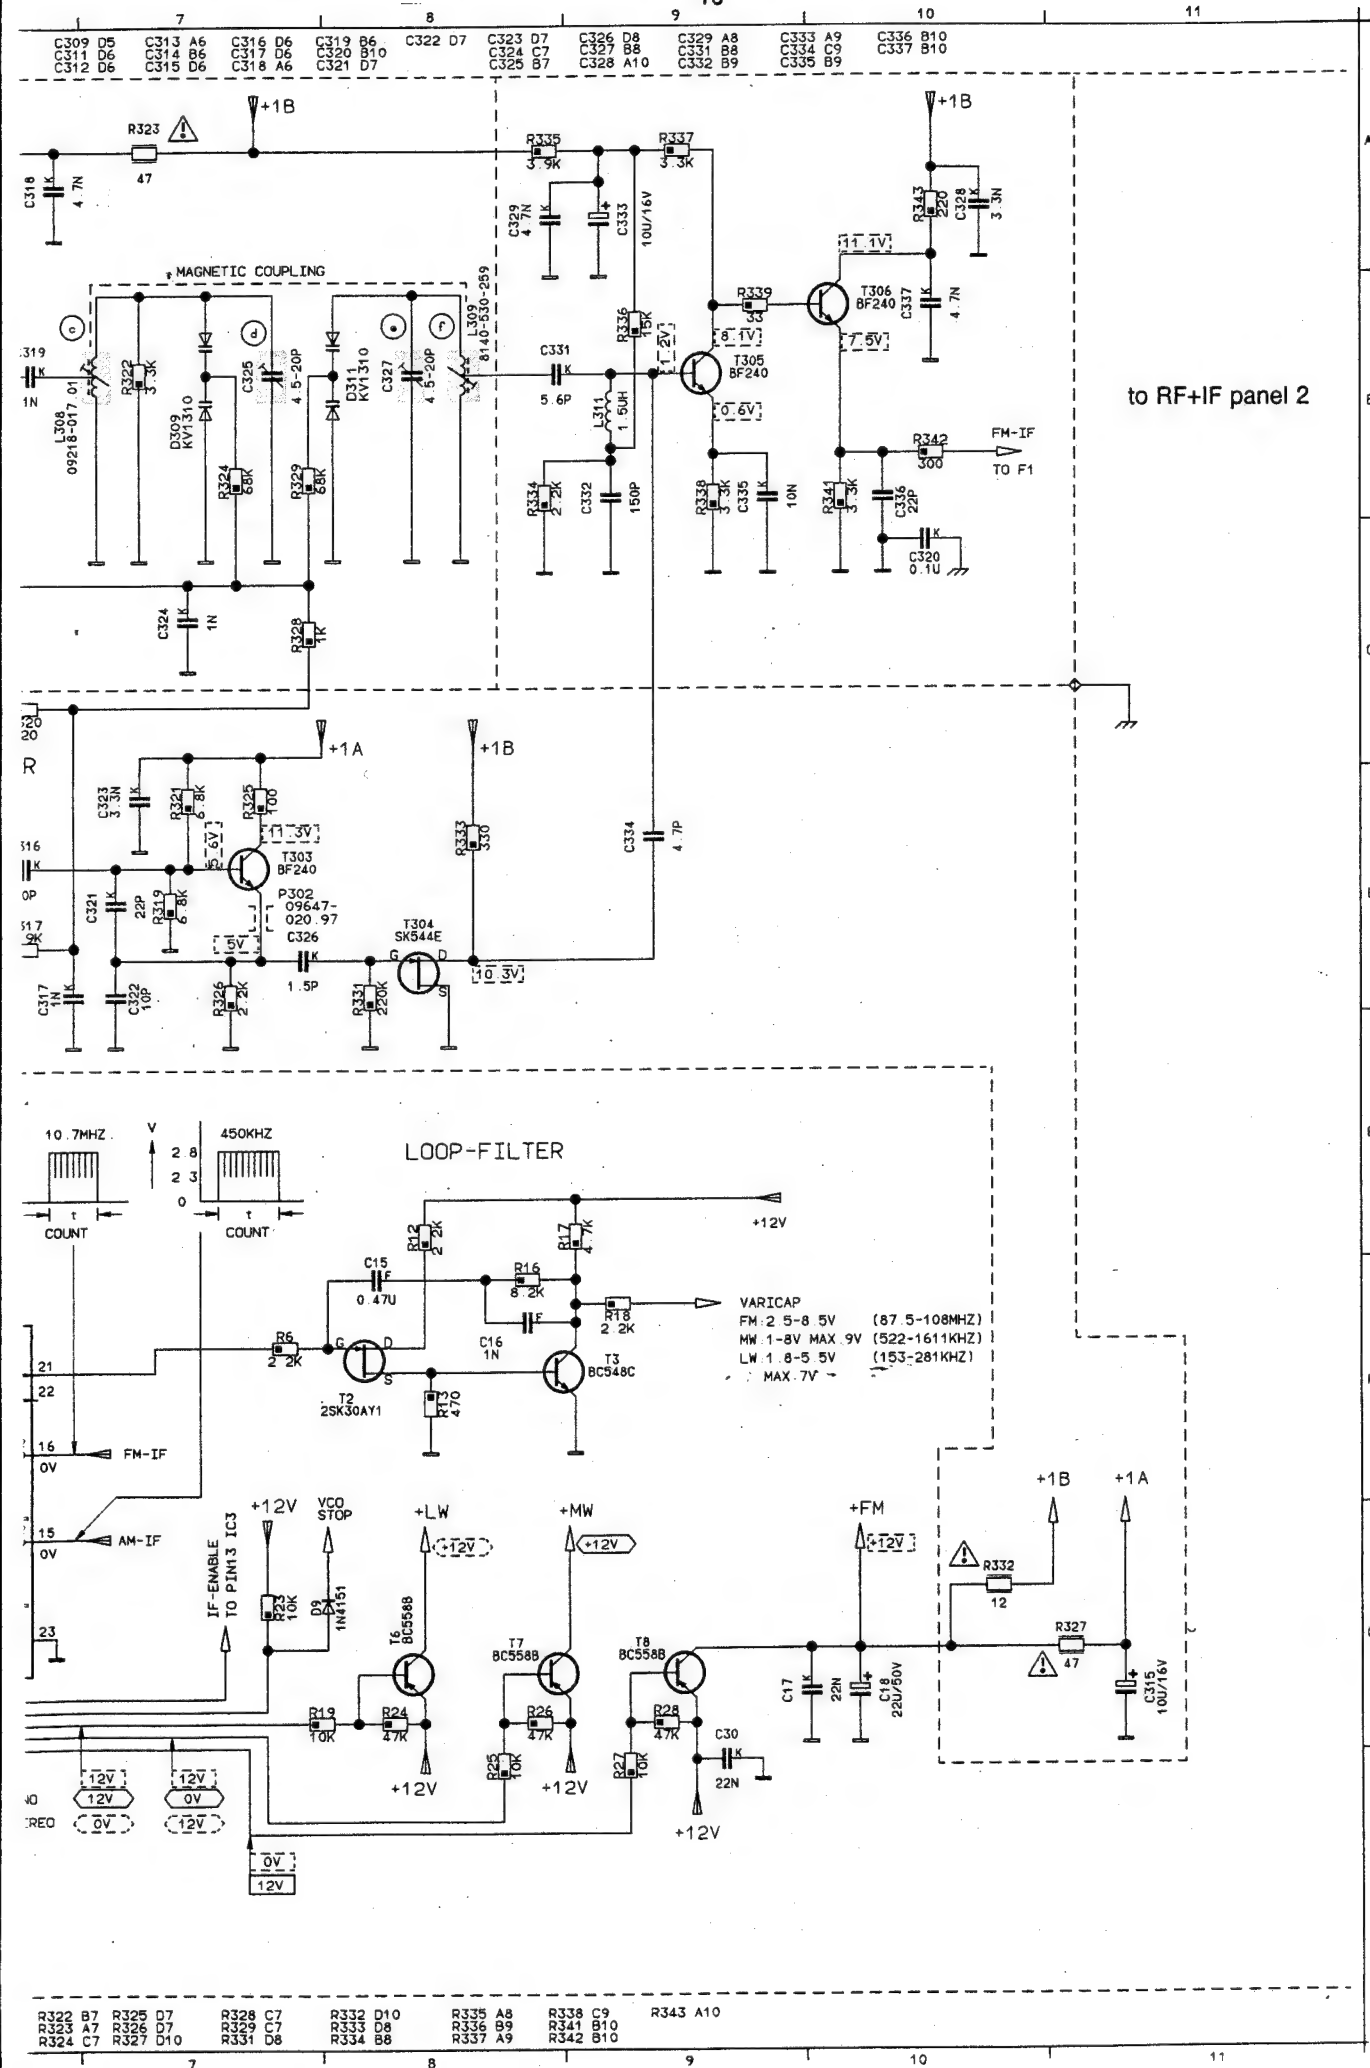 10
7 8 9 10 11
C309 D5 C313 A6 C316 D6 C319 B6 C322 D7 C323 D7 C326 D8 C329 A8 C333 A9 C336 B10
C311 D6 C314 B6 C317 D6 C320 B10 C324 C7 C327 B8 C331 B8 C334 C9 C337 B10
C312 D6 C315 D6 C318 A6 C321 D7 C325 B7 C328 A10 C332 B9 C335 B9
+1B
+1B
R323
47
C318
4.7N
K
R335
3.9K
R337
3.3K
C329
4.7N
K
C333
10U/16V
+
R343
220
C328
3.3N
K
11.1V
MAGNETIC COUPLING
L309
8140-530-259
c
d
e
f
R336
15K
R339
33
T306
BF240
C337
4.7N
K
319
K
1N
L308
09218-017.01
R322
3.3K
D309
KV1310
C325
4.5-20P
D311
KV1310
C327
4.5-20P
C331
K
5.6P
L311
1.5UH
1.2V
8.1V
T305
BF240
0.6V
7.5V
to RF+IF panel 2
R324
68K
R329
68K
R334
2.2K
C332
150P
R338
3.3K
C335
K
10N
R341
3.3K
C336
22P
R342
300
FM-IF
TO F1
C320
0.1U
K
C324
K
1N
R328
1K
320
20
R
+1A
+1B
C323
3.3N
K
R321
6.8K
R325
100
5.6V
11.3V
T303
BF240
R333
330
C334
4.7P
K
316
K
0P
C321
K
22P
R319
6.8K
P302
09647-
020.97
5V
C326
K
1.5P
T304
SK544E
G D
S
10.3V
317
9K
C317
1N
K
C322
10P
R326
2.2K
R331
220K
10.7MHZ
V
2.8
2.3
0
450KHZ
t
COUNT
t
COUNT
LOOP-FILTER
R12
2.2K
R17
4.7K
+12V
C15
F
0.47U
R16
8.2K
C16
F
1N
R18
2.2K
VARICAP
FM:2.5-8.5V (87.5-108MHZ)
MW:1-8V MAX.9V (522-1611KHZ)
LW:1.8-5.5V (153-281KHZ)
MAX.7V
R6
2.2K
G D
S
T2
2SK30AY1
R13
470
T3
BC548C
21
22
16
0V
FM-IF
15
0V
AM-IF
23
IF-ENABLE
TO PIN13 IC3
+12V
R23
10K
VCO
STOP
D9
1N4151
+LW
+12V
+MW
+12V
+FM
+12V
+1B
+1A
R332
12
R327
47
C315
10U/16V
+
T6
BC558B
T7
BC558B
T8
BC558B
C17
K
22N
C18
22U/50V
+
R19
10K
R24
47K
R26
47K
R28
47K
R25
10K
R27
10K
C30
K
22N
+12V
+12V
+12V
12V
12V
0V
12V
0V
12V
NO
EREO
0V
12V
R322 B7 R325 D7 R328 C7 R332 D10 R335 A8 R338 C9 R343 A10
R323 A7 R326 D7 R329 C7 R333 D8 R336 B9 R341 B10
R324 C7 R327 D10 R331 D8 R334 B8 R337 A9 R342 B10
7 8 9 10 11